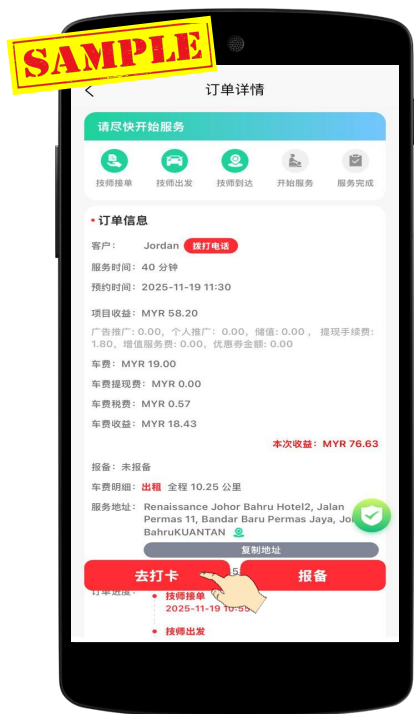 SAMPLE
订单详情
请尽快开始服务
技师接单 技师出发 技师到达 开始服务 服务完成
订单信息
客户： Jordan 拨打电话
服务时间：40 分钟
预约时间：2025-11-19 11:30
项目收益：MYR 58.20
广告推广：0.00，个人推广：0.00，储值：0.00， 提现手续费：
1.80，增值服务费：0.00，优惠券金额：0.00
车费：MYR 19.00
车费提现费：MYR 0.00
车费税费：MYR 0.57
车费收益：MYR 18.43
本次收益：MYR 76.63
报备：未报备
车费明细：出租 全程 10.25 公里
服务地址：Renaissance Johor Bahru Hotel2, Jalan
Permas 11, Bandar Baru Permas Jaya,
BahruKUANTAN
复制地址
去打卡 报备
订单进度： 技师接单
2025-11-19 10:55
技师出发